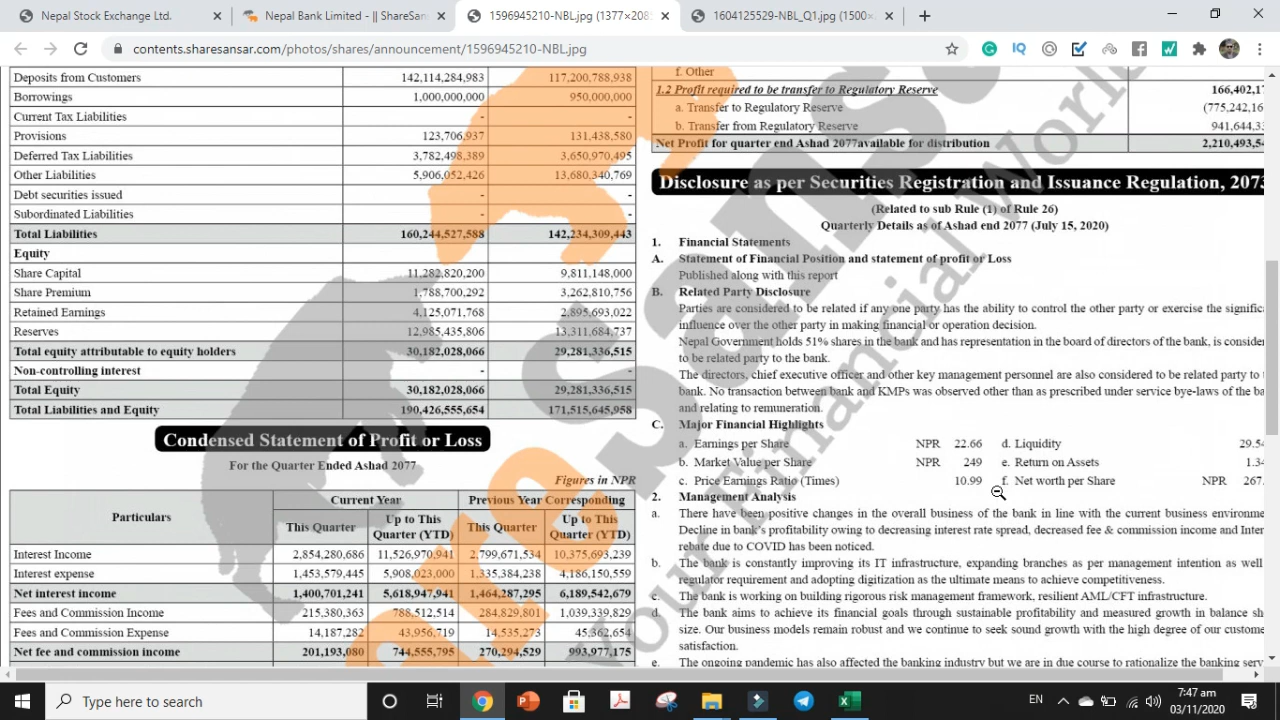 Nepal Stock Exchange Ltd.
Nepal Bank Limited - || ShareSan
1596945210-NBL.jpg (1377×208
1604125529-NBL_Q1.jpg (1500×
contents.sharesansar.com/photos/shares/announcement/1596945210-NBL.jpg
Deposits from Customers 142,114,284,983 117,200,788,938
Borrowings 1,000,000,000 950,000,000
Current Tax Liabilities - -
Provisions 123,706,937 131,438,580
Deferred Tax Liabilities 3,782,498,389 3,650,970,495
Other Liabilities 5,906,052,426 13,680,340,769
Debt securities issued - -
Subordinated Liabilities - -
Total Liabilities 160,244,527,588 142,234,309,443
Equity
Share Capital 11,282,820,200 9,811,148,000
Share Premium 1,788,700,292 3,262,810,756
Retained Earnings 4,125,071,768 2,895,693,022
Reserves 12,985,435,806 13,311,684,737
Total equity attributable to equity holders 30,182,028,066 29,281,336,515
Non-controlling interest - -
Total Equity 30,182,028,066 29,281,336,515
Total Liabilities and Equity 190,426,555,654 171,515,645,958
Condensed Statement of Profit or Loss
For the Quarter Ended Ashad 2077
Figures in NPR
Particulars Current Year Previous Year Corresponding
This Quarter Up to This Quarter (YTD) This Quarter Up to This Quarter (YTD)
Interest Income 2,854,280,686 11,526,970,941 2,799,671,534 10,375,693,239
Interest expense 1,453,579,445 5,908,023,000 1,335,384,238 4,186,150,559
Net interest income 1,400,701,241 5,618,947,941 1,464,287,295 6,189,542,679
Fees and Commission Income 215,380,363 788,512,514 284,829,801 1,039,339,829
Fees and Commission Expense 14,187,282 43,956,719 14,535,273 45,362,654
Net fee and commission income 201,193,080 744,555,795 270,294,529 993,977,175
f. Other
1.2 Profit required to be transfer to Regulatory Reserve 166,402,17
a. Transfer to Regulatory Reserve (775,242,16
b. Transfer from Regulatory Reserve 941,644,33
Net Profit for quarter end Ashad 2077available for distribution 2,210,493,5
Disclosure as per Securities Registration and Issuance Regulation, 2073
(Related to sub Rule (1) of Rule 26)
Quarterly Details as of Ashad end 2077 (July 15, 2020)
1. Financial Statements
A. Statement of Financial Position and statement of profit or Loss
Published along with this report
B. Related Party Disclosure
Parties are considered to be related if any one party has the ability to control the other party or exercise the signific
influence over the other party in making financial or operation decision.
Nepal Government holds 51% shares in the bank and has representation in the board of directors of the bank, is conside
to be related party to the bank.
The directors, chief executive officer and other key management personnel are also considered to be related party to
bank. No transaction between bank and KMPs was observed other than as prescribed under service bye-laws of the ba
and relating to remuneration.
C. Major Financial Highlights
a. Earnings per Share NPR 22.66 d. Liquidity 29.5
b. Market Value per Share NPR 249 e. Return on Assets 1.3
c. Price Earnings Ratio (Times) 10.99 f. Net worth per Share NPR 267.
2. Management Analysis
a. There have been positive changes in the overall business of the bank in line with the current business environme
Decline in bank's profitability owing to decreasing interest rate spread, decreased fee & commission income and Inter
rebate due to COVID has been noticed.
b. The bank is constantly improving its IT infrastructure, expanding branches as per management intention as well
regulator requirement and adopting digitization as the ultimate means to achieve competitiveness.
c. The bank is working on building rigorous risk management framework, resilient AML/CFT infrastructure.
d. The bank aims to achieve its financial goals through sustainable profitability and measured growth in balance sh
size. Our business models remain robust and we continue to seek sound growth with the high degree of our custome
satisfaction.
e. The ongoing pandemic has also affected the banking industry but we are in due course to rationalize the banking serv
Your Financial Worl
Type here to search
EN
7:47 am
03/11/2020